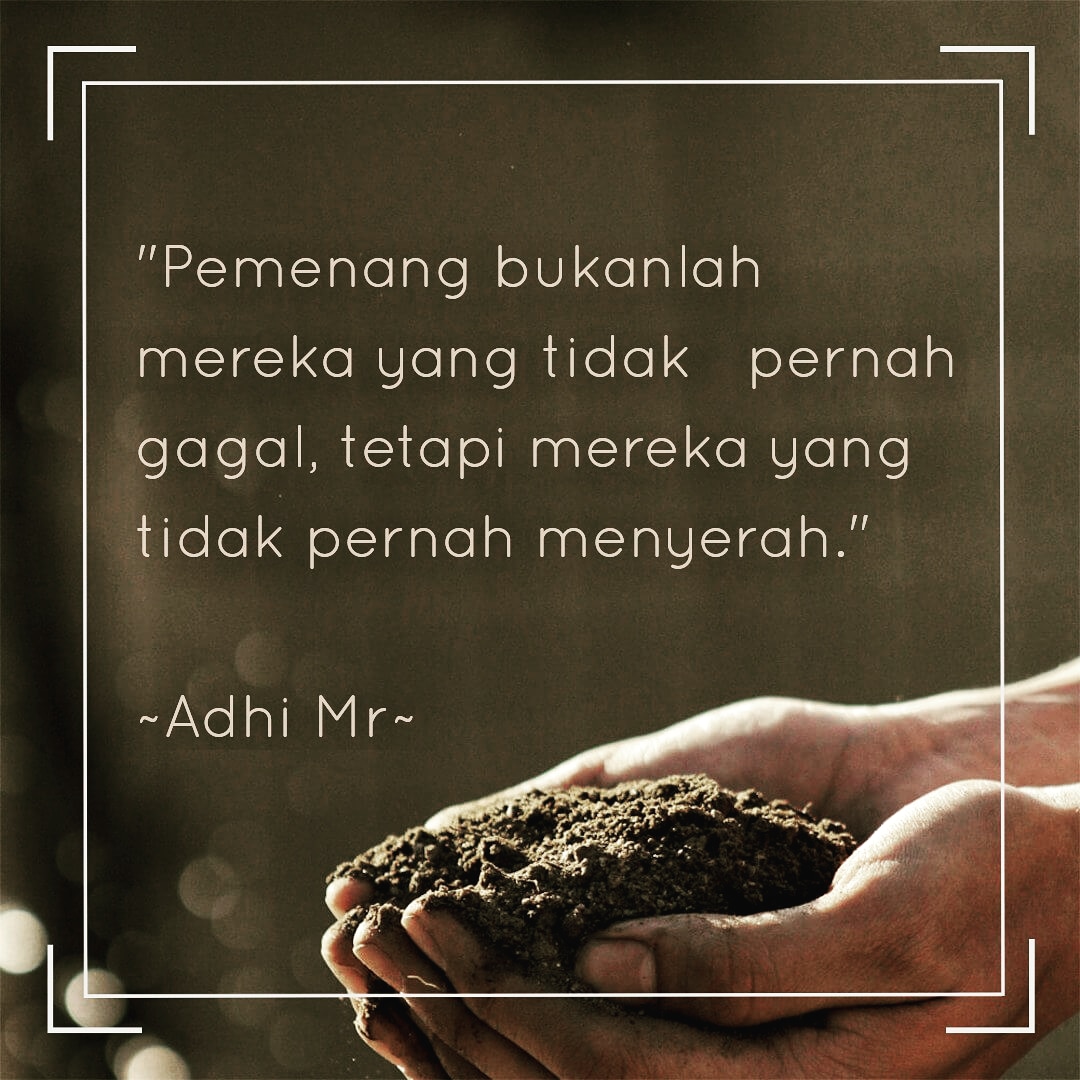 "Pemenang bukanlah
mereka yang tidak pernah
gagal, tetapi mereka yang
tidak pernah menyerah."
~Adhi Mr~